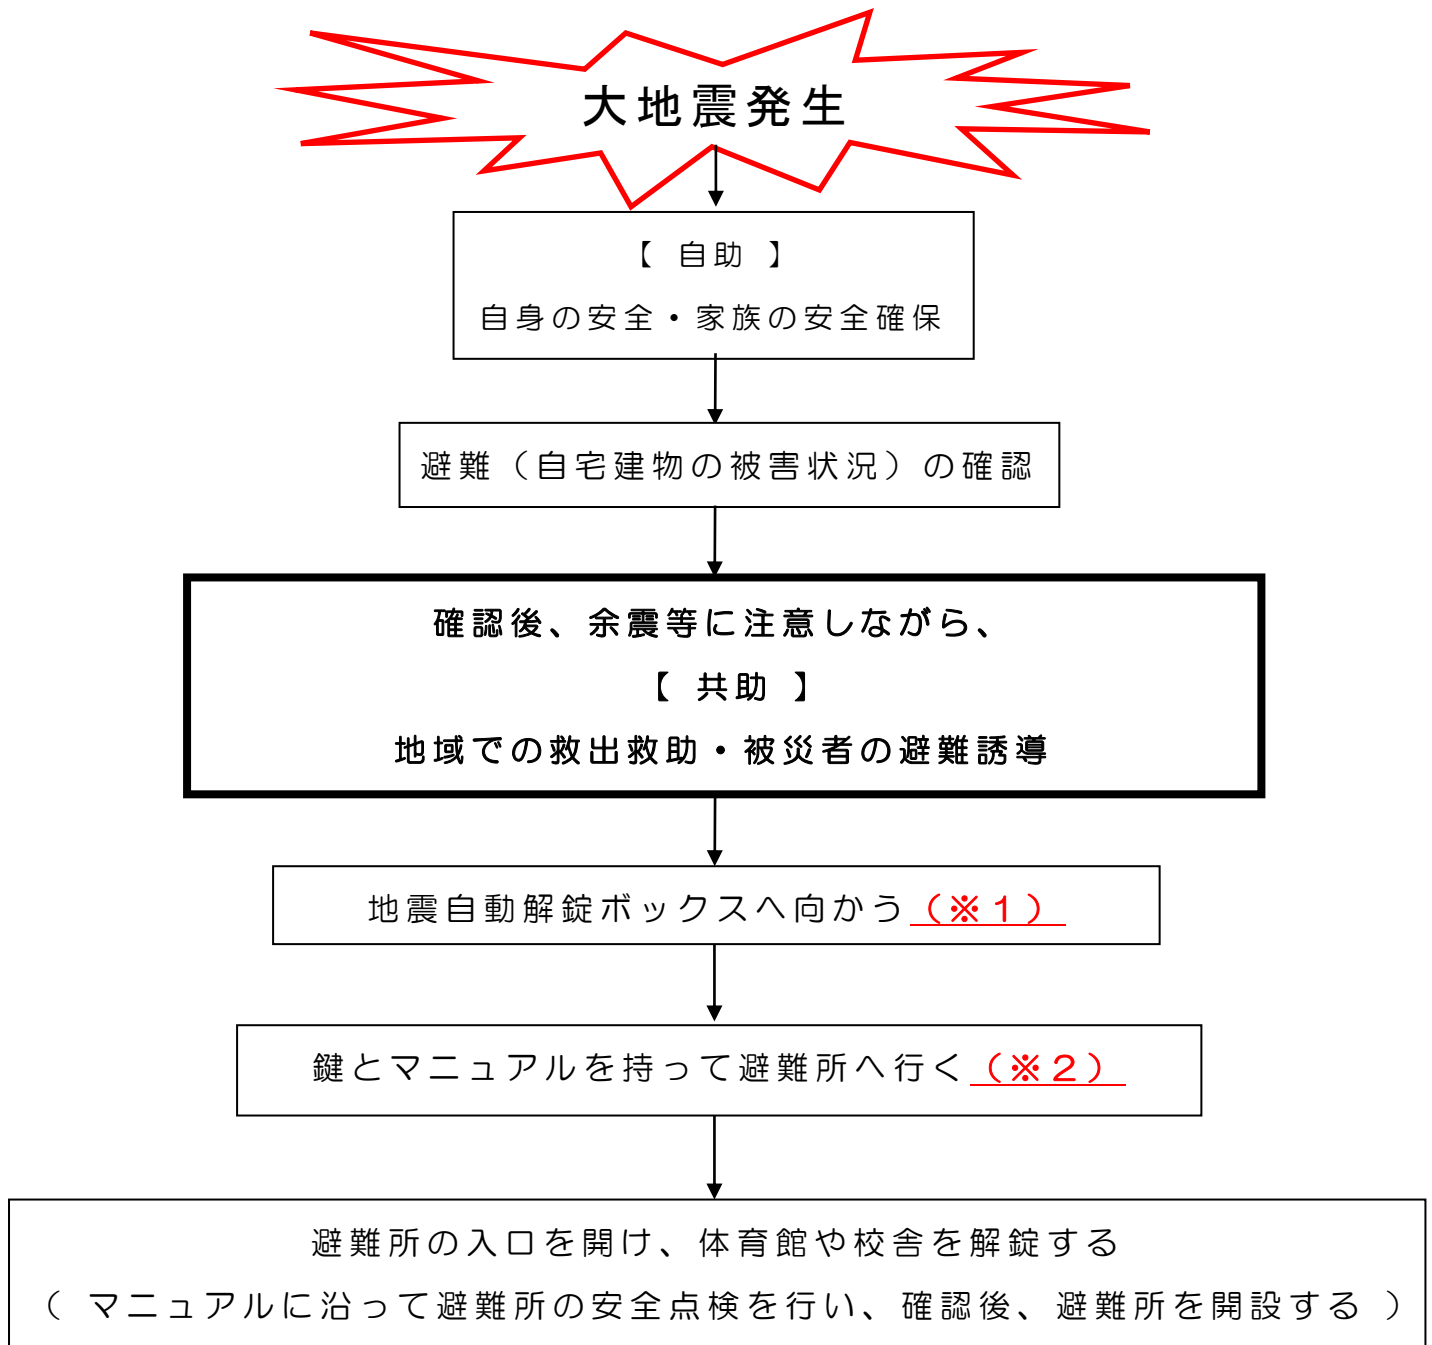 大地震発生
【 自助 】
自身の安全・家族の安全確保
避難（自宅建物の被害状況）の確認
確認後、余震等に注意しながら、
【 共助 】
地域での救出救助・被災者の避難誘導
地震自動解錠ボックスへ向かう（※１）
鍵とマニュアルを持って避難所へ行く（※２）
避難所の入口を開け、体育館や校舎を解錠する
（ マニュアルに沿って避難所の安全点検を行い、確認後、避難所を開設する ）